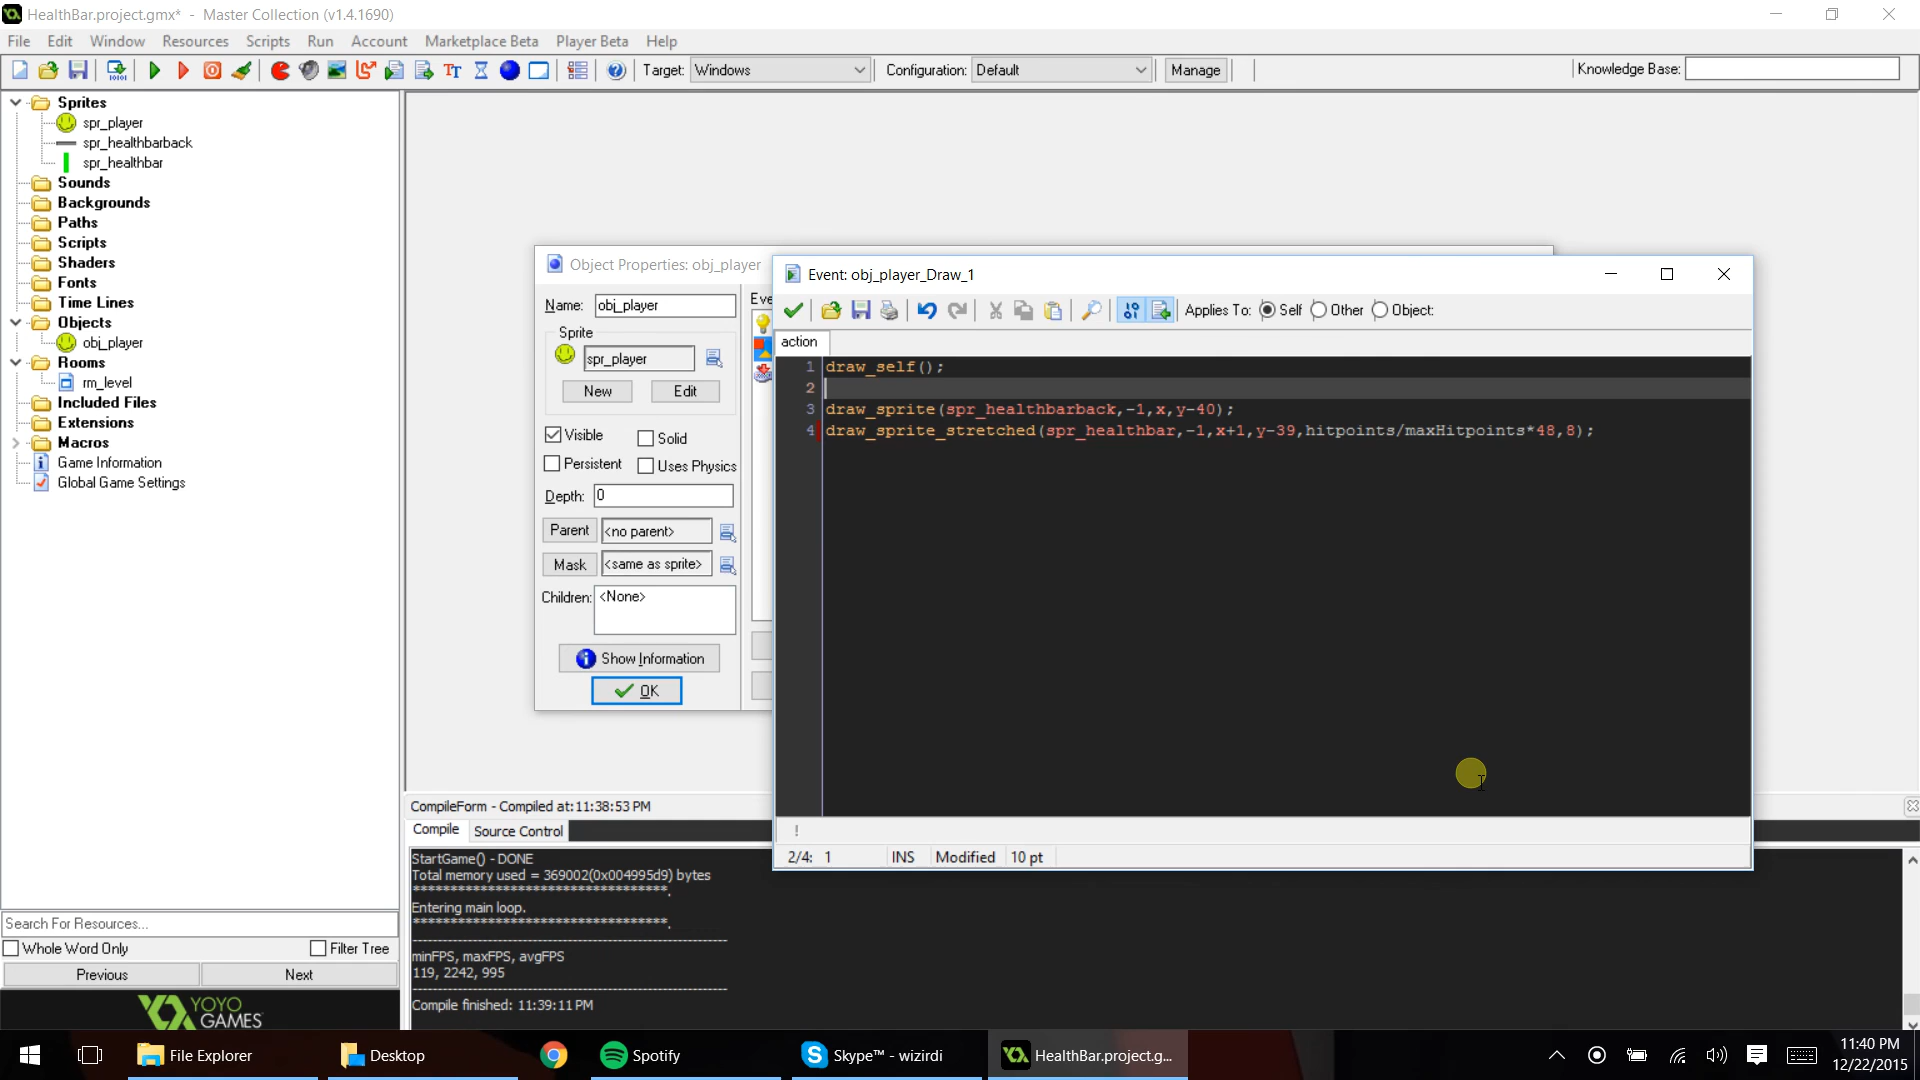 HealthBar.project.gmx* - Master Collection (v1.4.1690)
File Edit Window Resources Scripts Run Account Marketplace Beta Player Beta Help
Target: Windows Configuration: Default Manage Knowledge Base:
Sprites
spr_player
spr_healthbarback
spr_healthbar
Sounds
Backgrounds
Paths
Scripts
Shaders
Fonts
Time Lines
Objects
obj_player
Rooms
rm_level
Included Files
Extensions
Macros
Game Information
Global Game Settings
Search For Resources...
Whole Word Only Filter Tree
Previous Next
YOYO
GAMES
Object Properties: obj_player
Name: obj_player
Sprite
spr_player
New Edit
Visible Solid
Persistent Uses Physics
Depth: 0
Parent <no parent>
Mask <same as sprite>
Children: <None>
Show Information
OK
Eve
Event: obj_player_Draw_1
Applies To: Self Other Object:
action
1 draw_self();
2
3 draw_sprite(spr_healthbarback,-1,x,y-40);
4 draw_sprite_stretched(spr_healthbar,-1,x+1,y-39,hitpoints/maxHitpoints*48,8);
!
2/4: 1 INS Modified 10 pt
CompileForm - Compiled at:11:38:53 PM
Compile Source Control
StartGame() - DONE
Total memory used = 369002(0x004995d9) bytes
**********************************.
Entering main loop.
**********************************.
minFPS, maxFPS, avgFPS
119, 2242, 995
Compile finished: 11:39:11 PM
File Explorer Desktop Spotify Skype™ - wizirdi HealthBar.project.g...
11:40 PM
12/22/2015